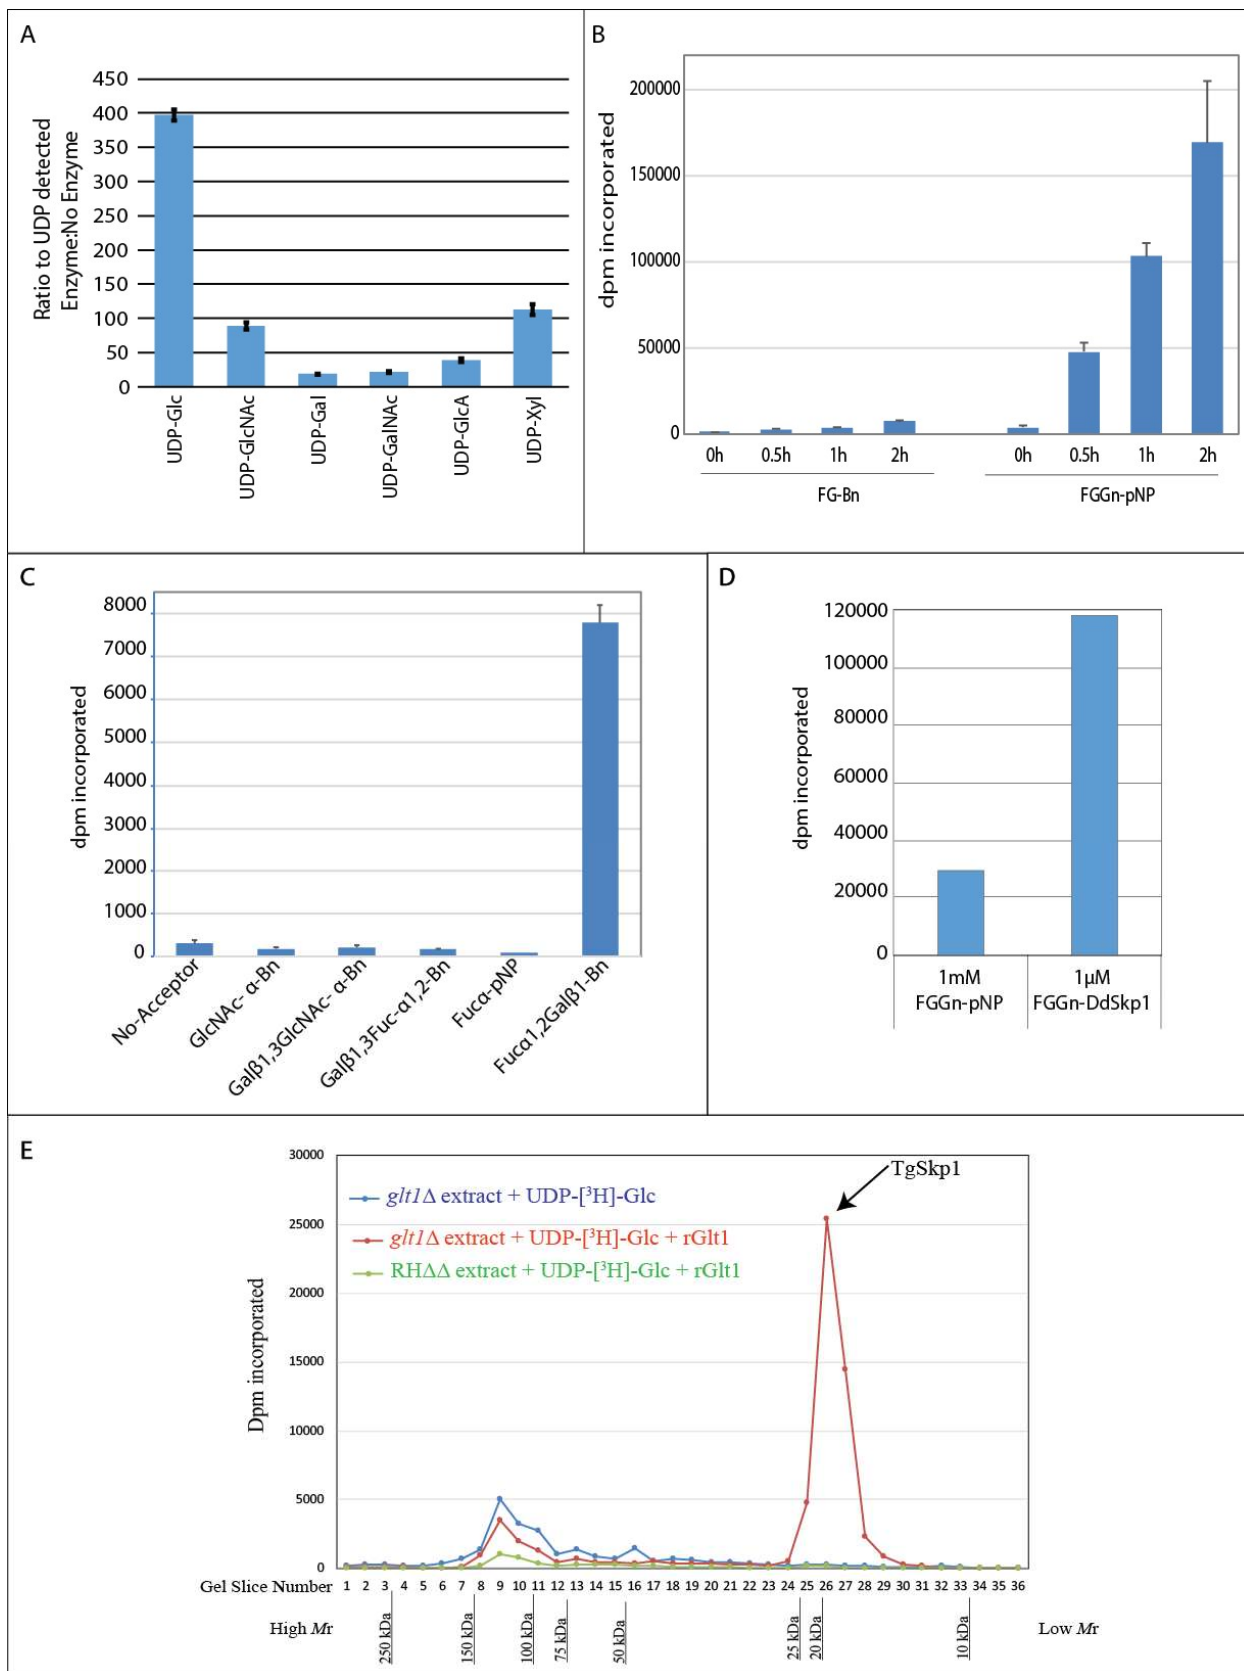 A
Ratio to UDP detected
Enzyme:No Enzyme
450
400
350
300
250
200
150
100
50
0
UDP-Glc
UDP-GlcNAc
UDP-Gal
UDP-GalNAc
UDP-GlcA
UDP-Xyl
B
dpm incorporated
200000
150000
100000
50000
0
0h 0.5h 1h 2h 0h 0.5h 1h 2h
FG-Bn FGGn-pNP
C
dpm incorporated
8000
7000
6000
5000
4000
3000
2000
1000
0
No-Acceptor
GlcNAc- α-Bn
Galβ1,3GlcNAc- α-Bn
Galβ1,3Fuc-α1,2-Bn
Fucα-pNP
Fucα1,2Galβ1-Bn
D
dpm incorporated
120000
100000
80000
60000
40000
20000
0
1mM 1µM
FGGn-pNP FGGn-DdSkp1
E
Dpm incorporated
30000
25000
20000
15000
10000
5000
0
TgSkp1
glt1Δ extract + UDP-[³H]-Glc
glt1Δ extract + UDP-[³H]-Glc + rGlt1
RHΔΔ extract + UDP-[³H]-Glc + rGlt1
Gel Slice Number 1 2 3 4 5 6 7 8 9 10 11 12 13 14 15 16 17 18 19 20 21 22 23 24 25 26 27 28 29 30 31 32 33 34 35 36
High Mr 250 kDa 150 kDa 100 kDa 75 kDa 50 kDa 25 kDa 20 kDa 10 kDa Low Mr